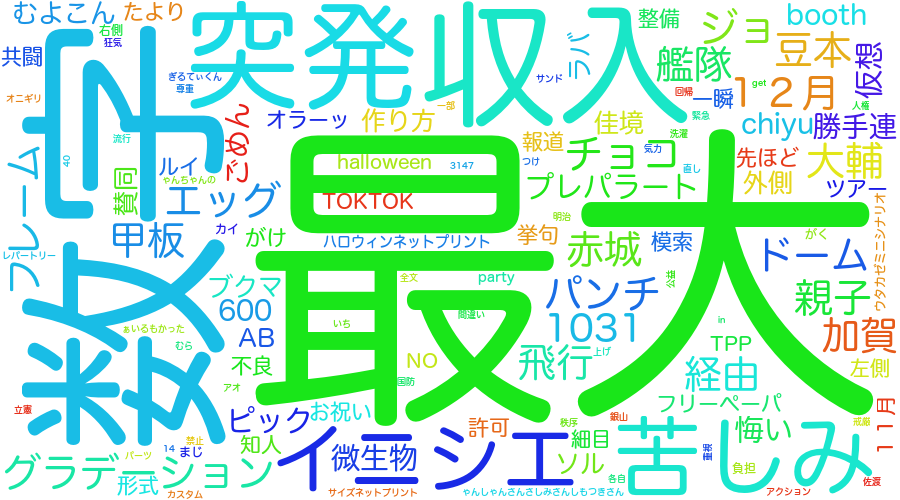 むよこん
たより
右側
狂気
共闘
ぎるてぃくん
尊重
オニギリ
流行
40
数字
突発
収入
ラバ
サンド
整備
ジョ
豆本
booth
艦隊
12月
get
仮想
人権
回帰
一瞬
緊急
オラーッ
作り方
一部
ごめん
佳境
洗濯
chiyu
勝手連
報道
チョコ
気力
先ほど
大輔
halloween
3147
つけ
直し
ルイ
ゃんちゃんの
賛同
エッグ
TOKTOK
プレパラート
外側
ツアー
フレーム
最大
甲板
カイ
がけ
ハロウィンネットプリント
挙句
明治
赤城
模索
ドーム
がく
ウタカゼミニシナリオ
レパートリー
ブクマ
全文
party
パンチ
公益
親子
600
いち
間違い
1031
in
加賀
ぁいるもかった
AB
むら
不良
NO
飛行
上げ
TPP
左側
アオ
国防
経由
フリーペーパ
立憲
ピック
お祝い
許可
秩序
銀山
11月
戒厳
禁止
14
まじ
知人
イシエ
微生物
細目
苦しみ
悔い
重視
グラデーション
パーツ
ソル
負担
形式
各自
佐渡
カスタム
サイズネットプリント
ゃんしゃんさんさしみさんしもつきさん
アクション